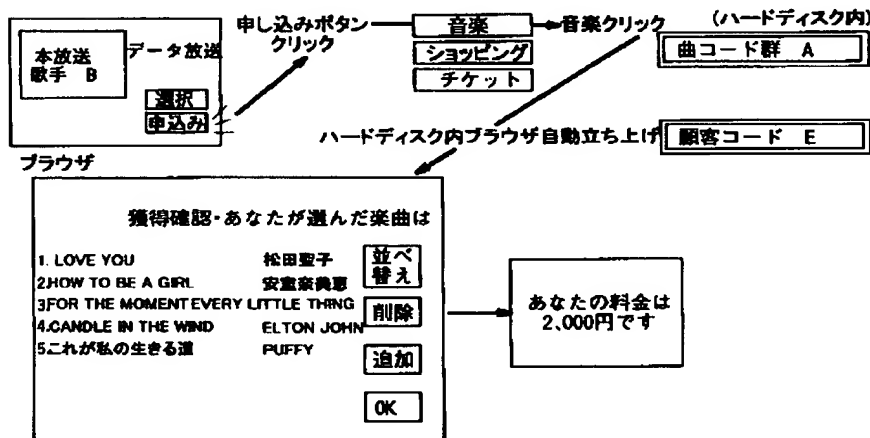 本放送
歌手 B
データ放送
選択
申込み
申し込みボタン
クリック
音楽
ショッピング
チケット
音楽クリック
(ハードディスク内)
曲コード群 A
ハードディスク内ブラウザ自動立ち上げ
顧客コード E
ブラウザ
獲得確認・あなたが選んだ楽曲は
1. LOVE YOU 松田聖子
2.HOW TO BE A GIRL 安室奈美恵
3FOR THE MOMENT EVERY LITTLE THING
4.CANDLE IN THE WIND ELTON JOHN
5.これが私の生きる道 PUFFY
並べ
替え
削除
追加
OK
あなたの料金は
2,000円です